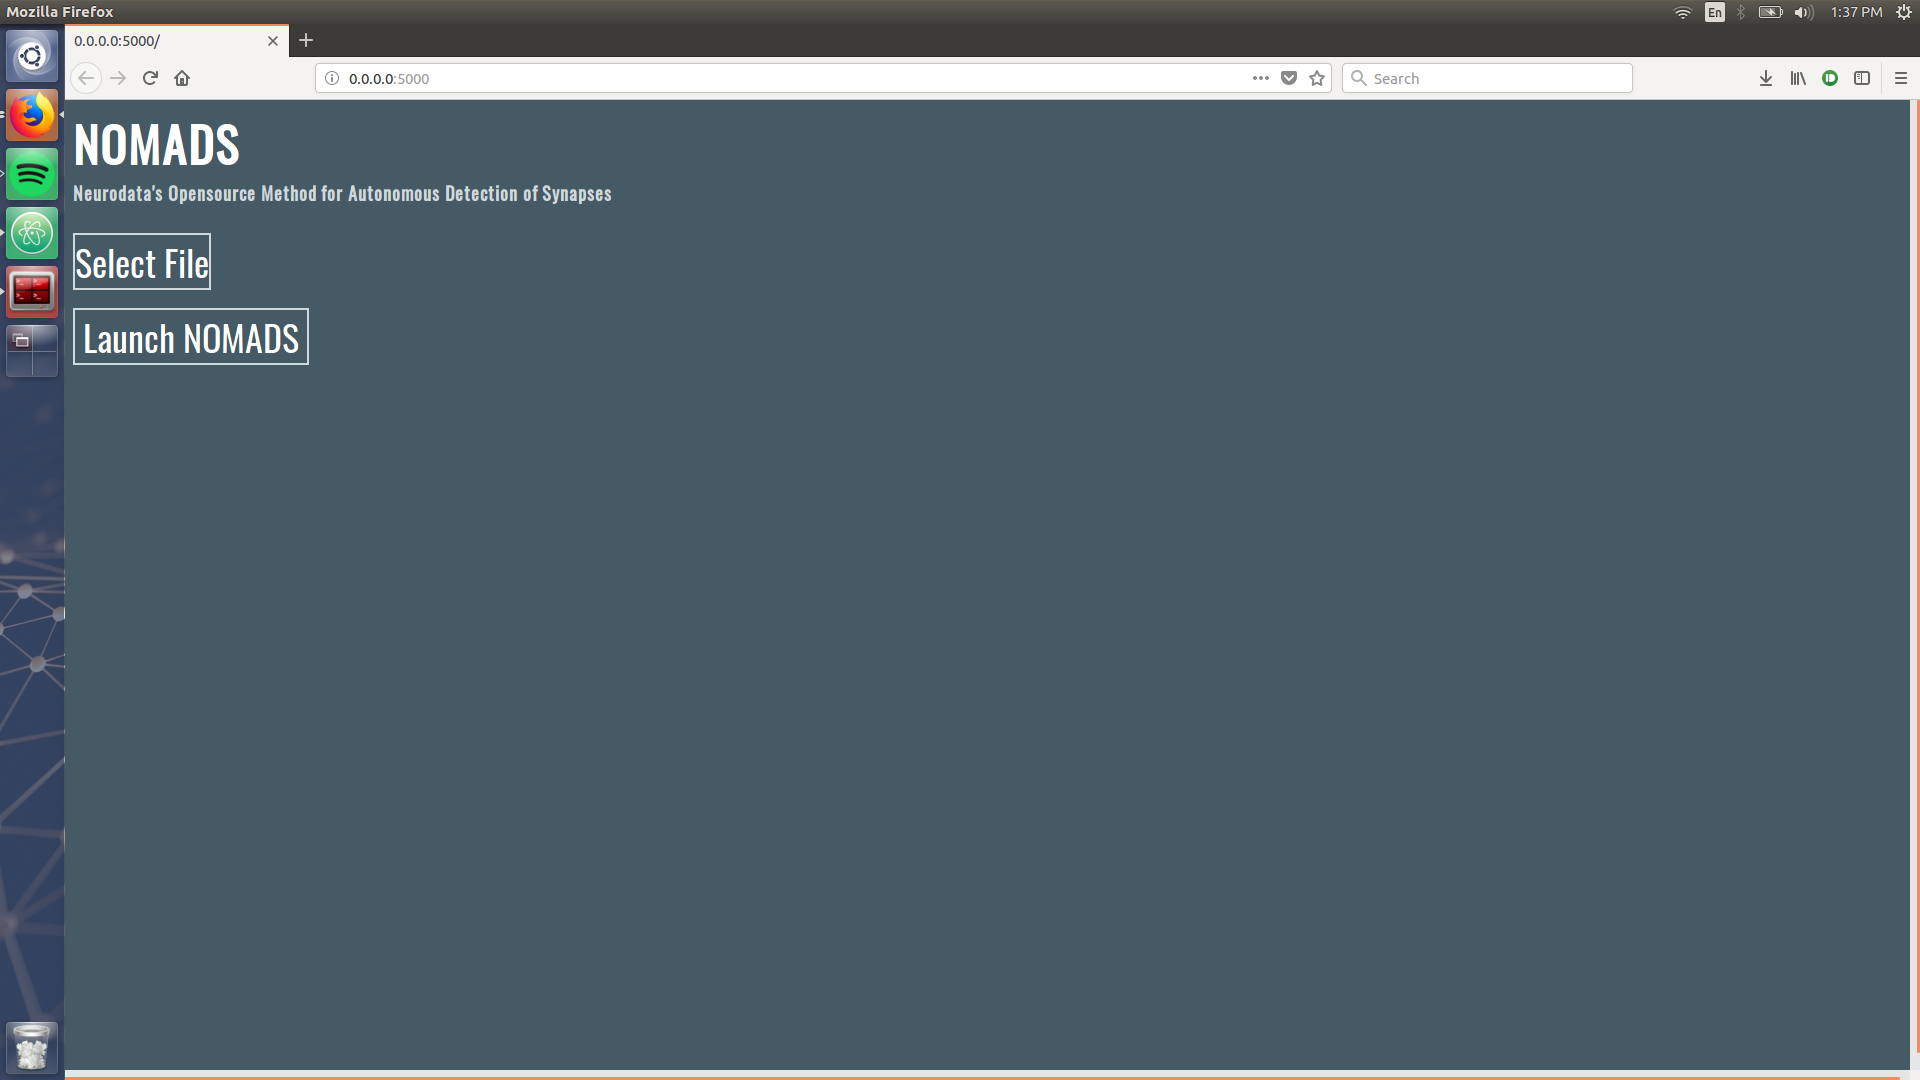 Mozilla Firefox
En
1:37 PM
0.0.0.0:5000/
0.0.0.0:5000
Search
NOMADS
Neurodata's Opensource Method for Autonomous Detection of Synapses
Select File
Launch NOMADS